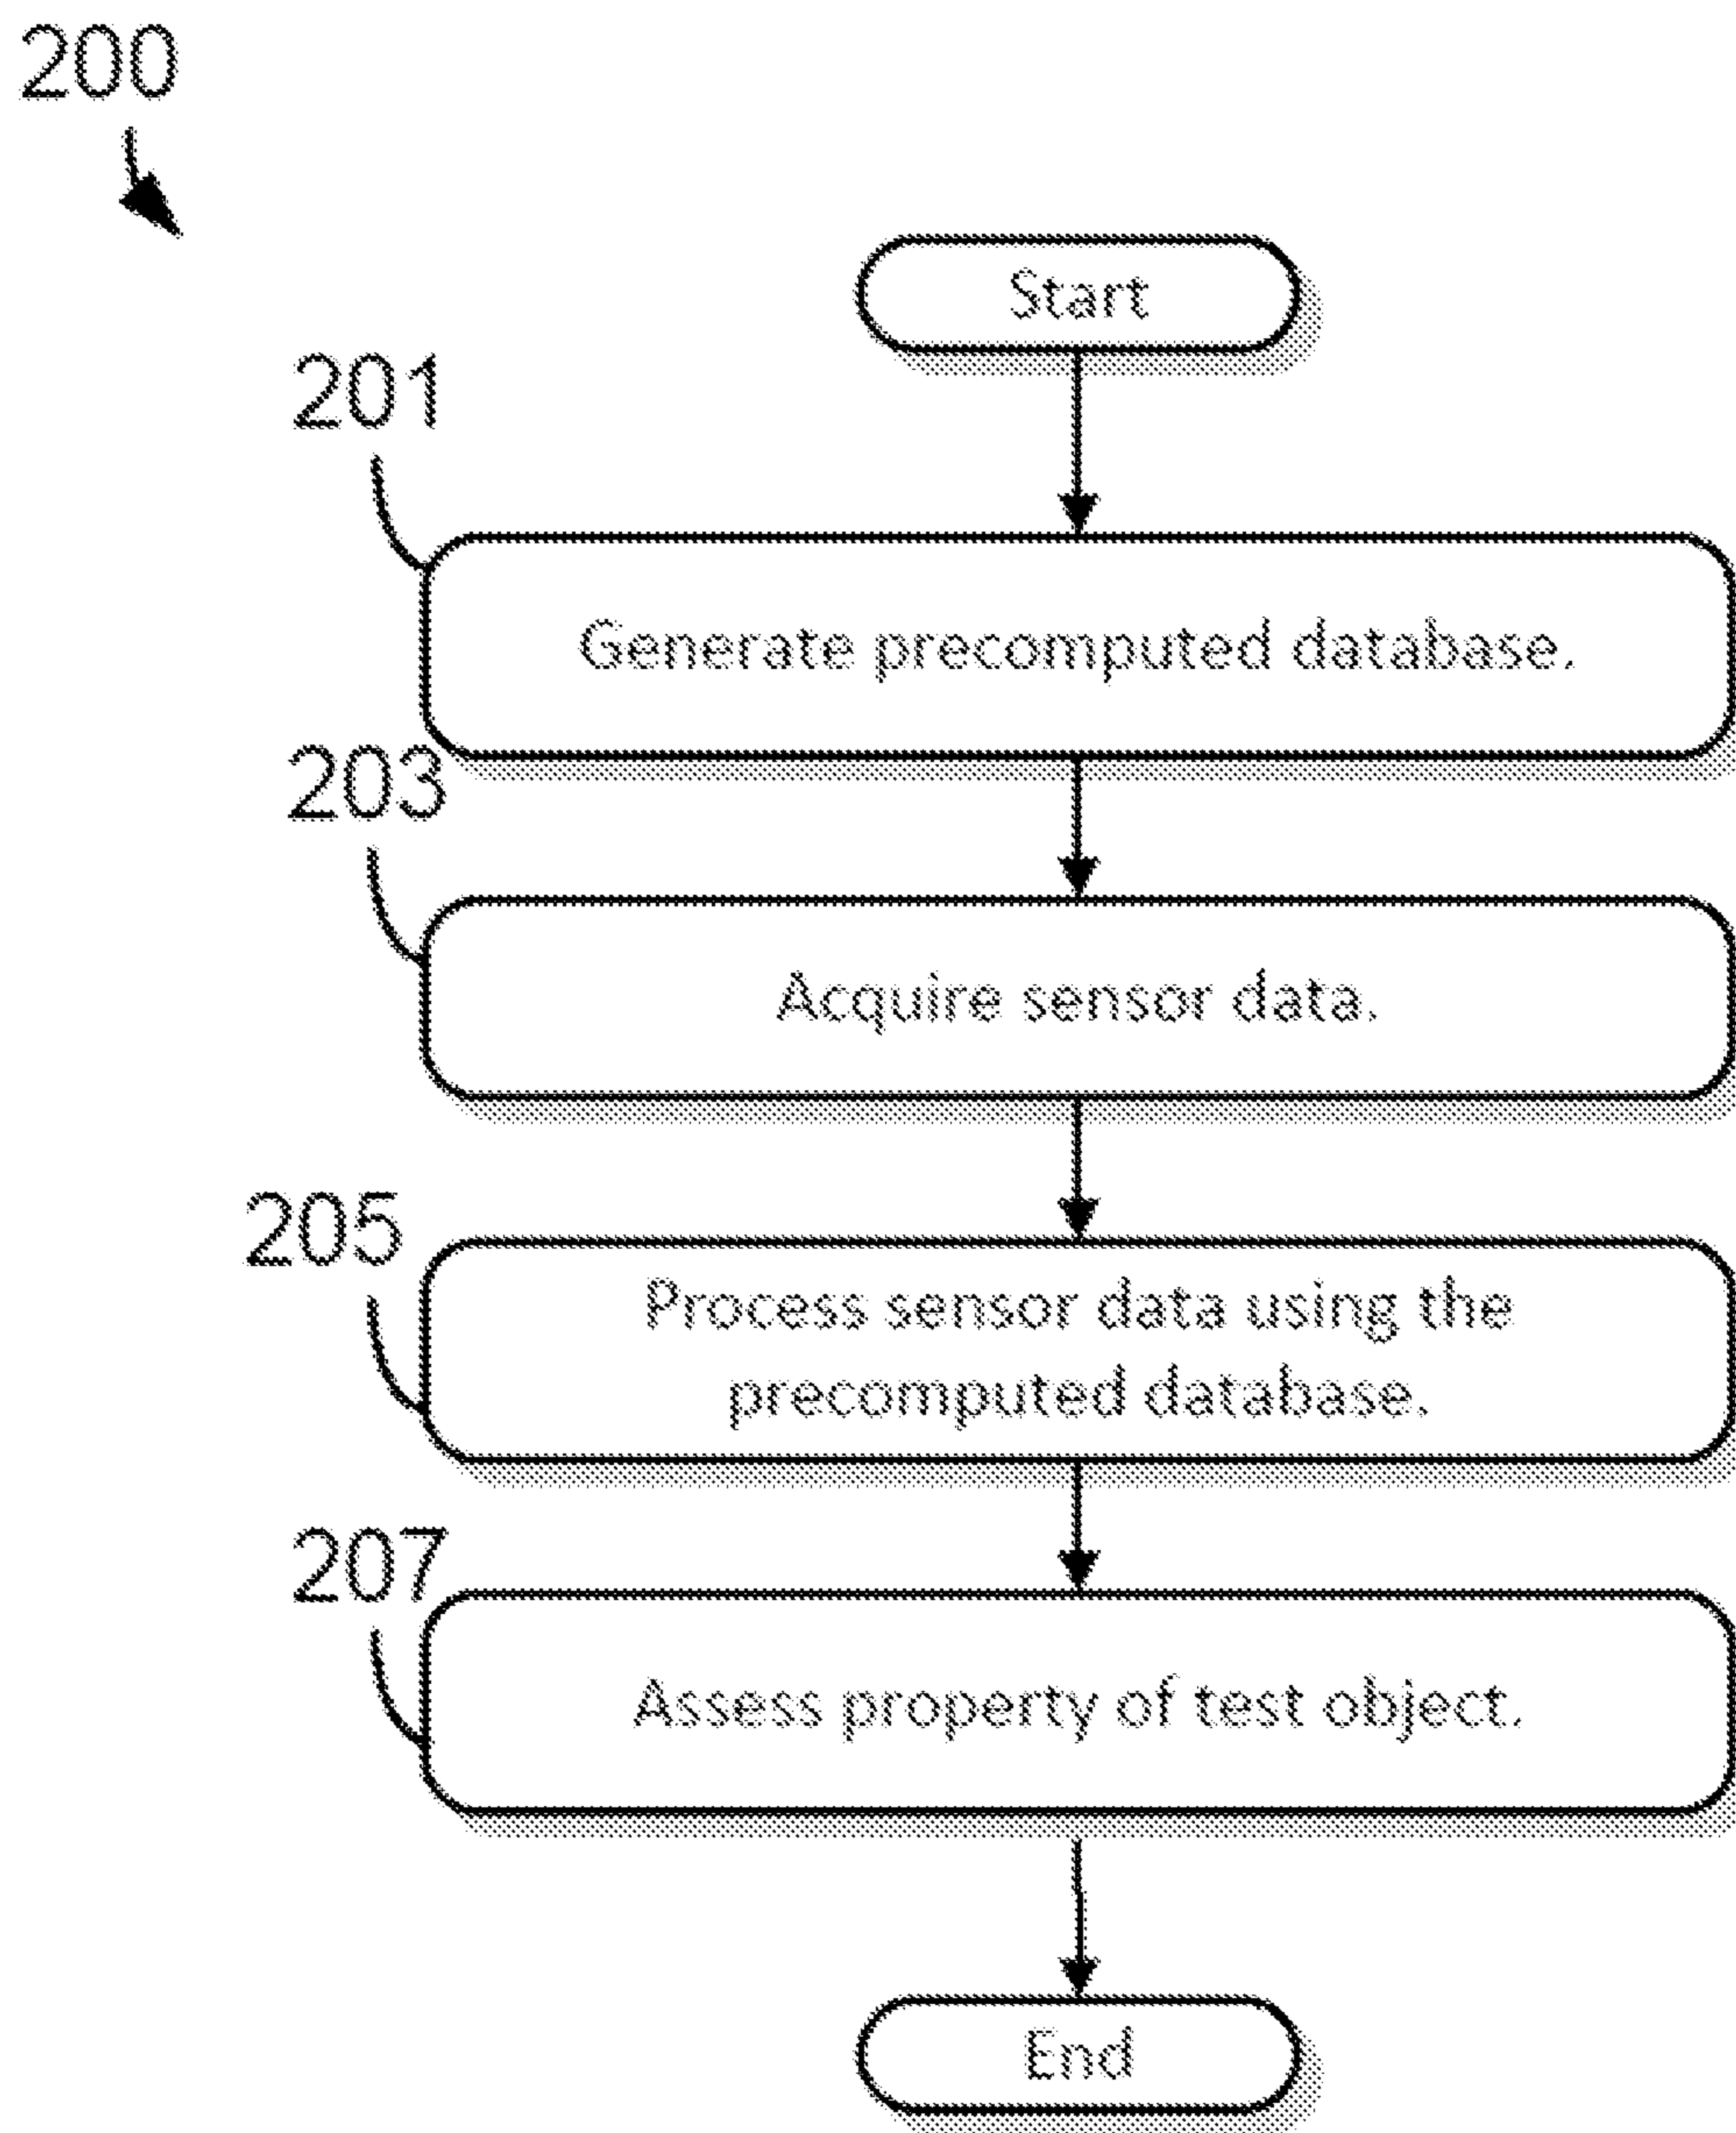 200
Start
201
Generate precomputed database.
203
Acquire sensor data.
205
Process sensor data using the
precomputed database.
207
Assess property of test object.
End